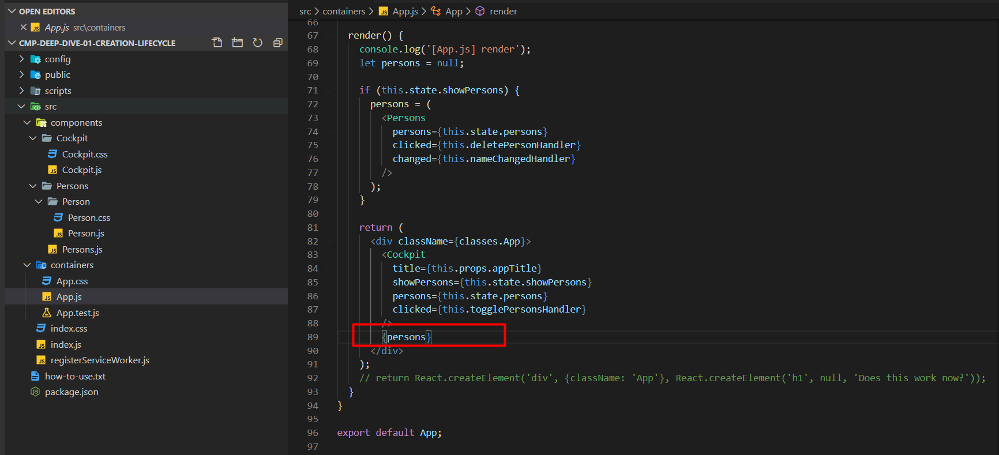 OPEN EDITORS
App.js src\containers
CMP-DEEP-DIVE-01-CREATION-LIFECYCLE
config
public
scripts
src
components
Cockpit
Cockpit.css
Cockpit.js
Persons
Person
Person.css
Person.js
Persons.js
containers
App.css
App.js
App.test.js
index.css
index.js
registerServiceWorker.js
how-to-use.txt
package.json
src > containers > JS App.js > App > render
66
67 render() {
68 console.log('[App.js] render');
69 let persons = null;
70
71 if (this.state.showPersons) {
72 persons = (
73 <Persons
74 persons={this.state.persons}
75 clicked={this.deletePersonHandler}
76 changed={this.nameChangedHandler}
77 />
78 );
79 }
80
81 return (
82 <div className={classes.App}>
83 <Cockpit
84 title={this.props.appTitle}
85 showPersons={this.state.showPersons}
86 persons={this.state.persons}
87 clicked={this.togglePersonsHandler}
88 />
89 {persons}
90 </div>
91 );
92 // return React.createElement('div', {className: 'App'}, React.createElement('h1', null, 'Does this work now?'));
93 }
94 }
95
96 export default App;
97